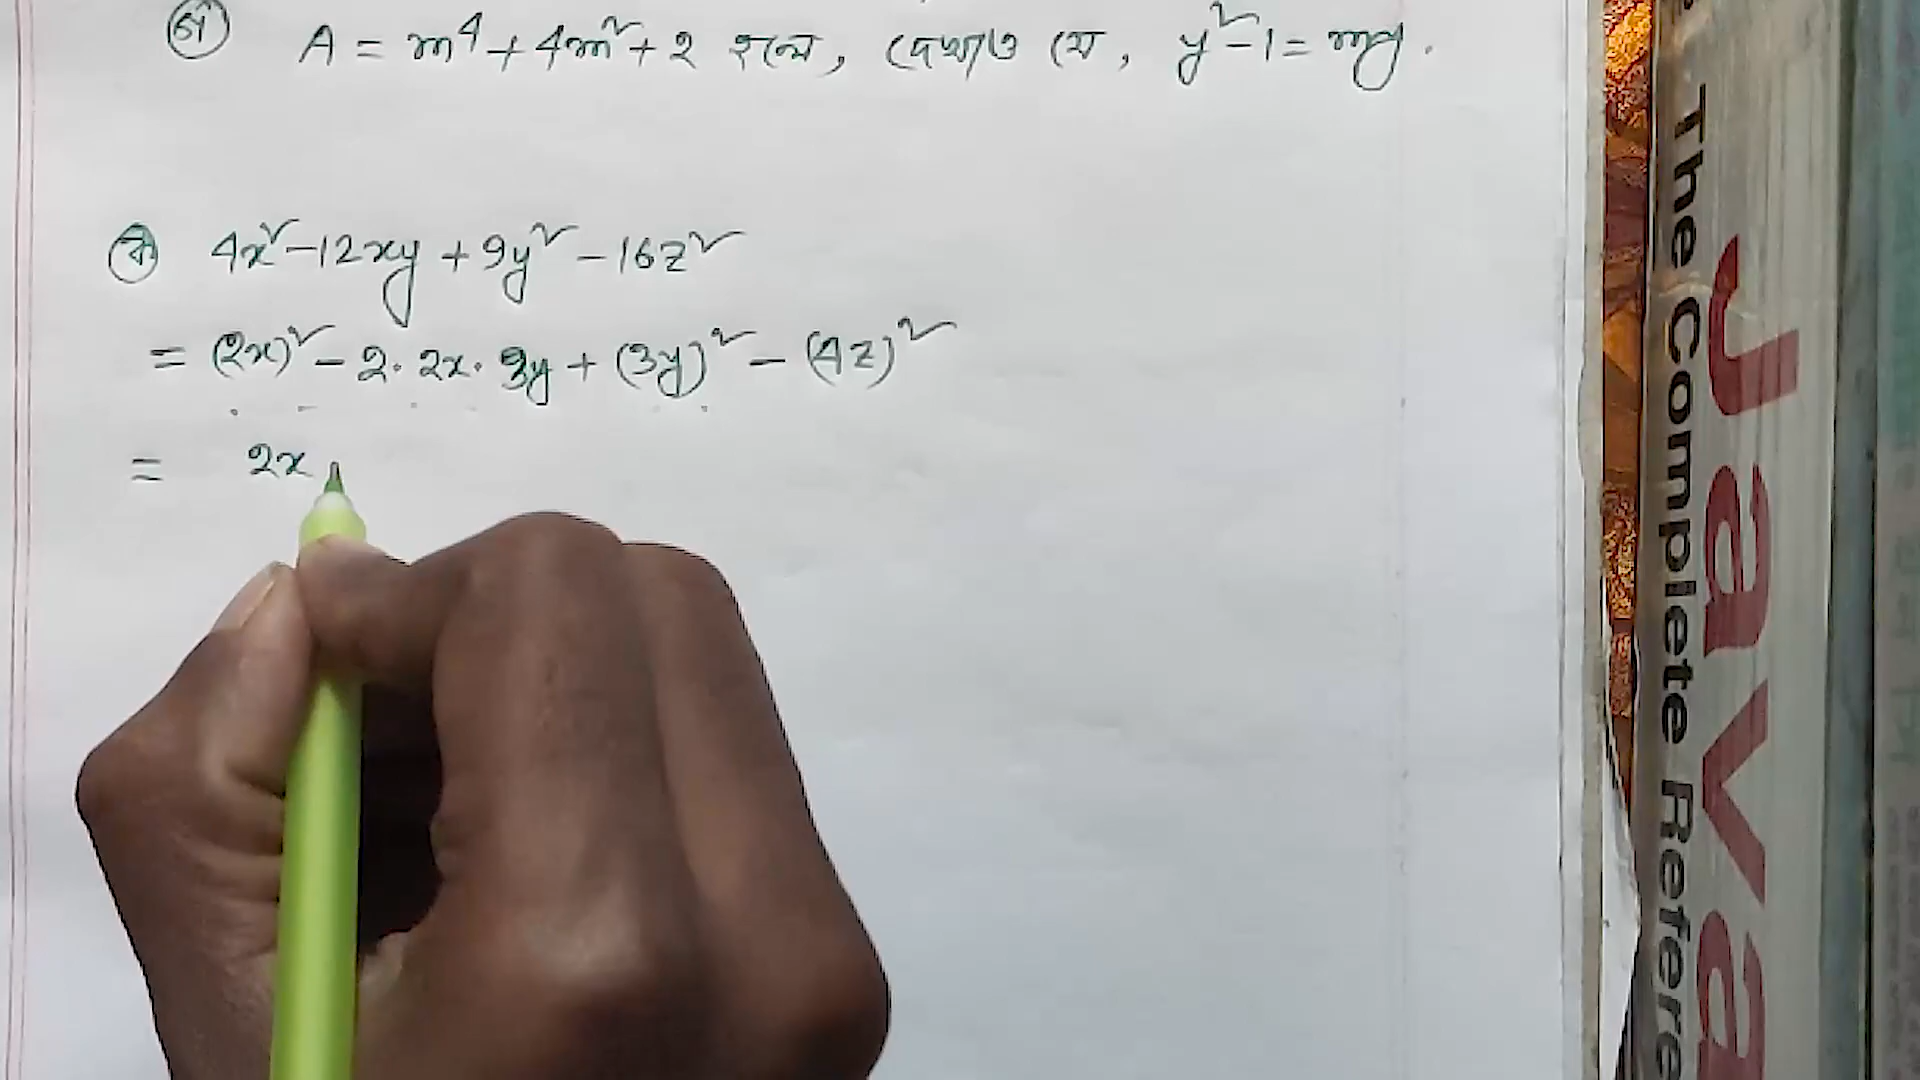 গ A = m⁴ + 4m² + 2 হলে, দেখাও যে, y² - 1 = my.
ক 4x² - 12xy + 9y² - 16z²
= (2x)² - 2. 2x. 3y + (3y)² - (4z)²
= 2x
The Complete Refere
Java